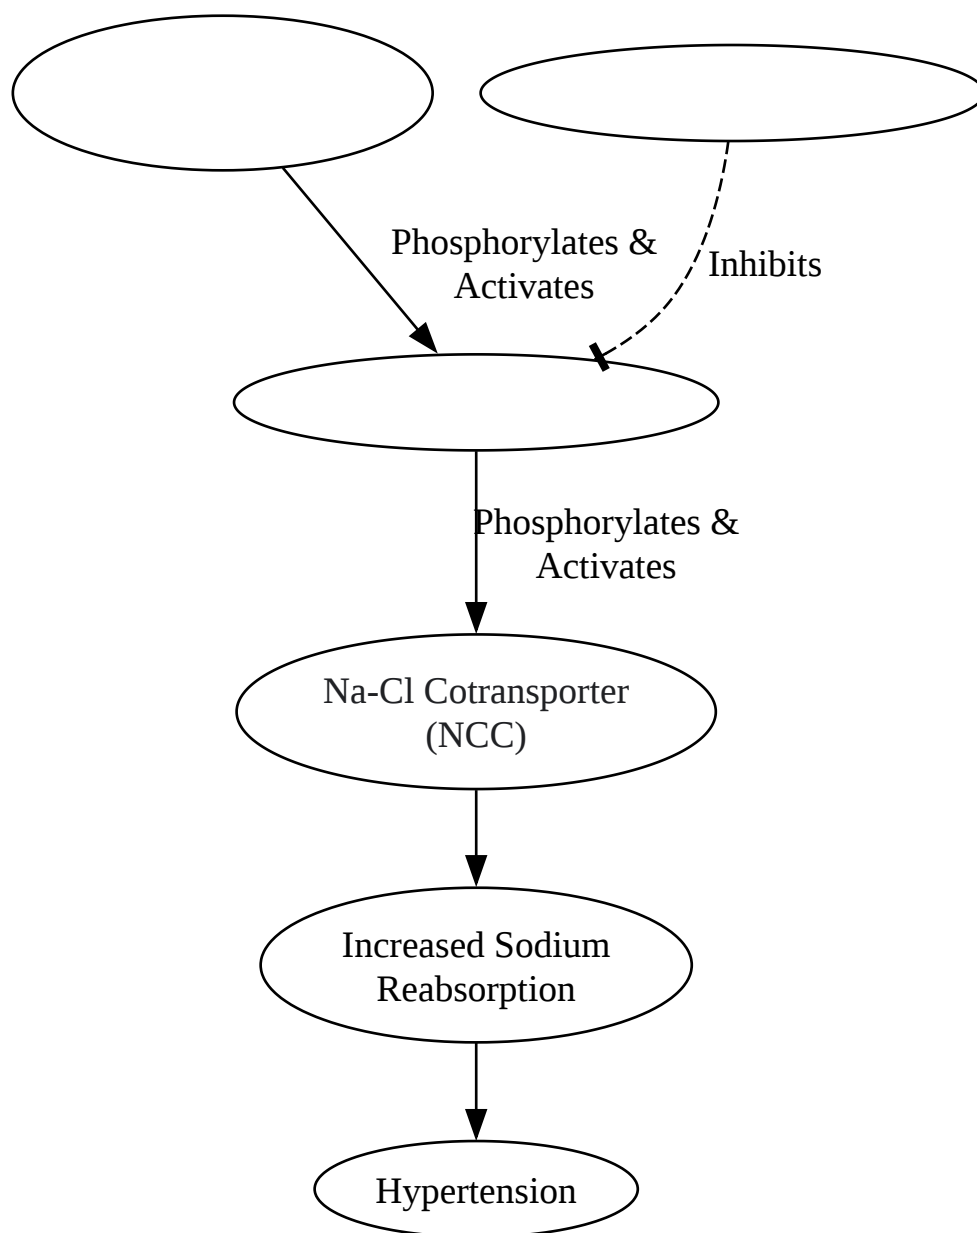 Phosphorylates &
Activates
Inhibits
Phosphorylates &
Activates
Na-Cl Cotransporter
(NCC)
Increased Sodium
Reabsorption
Hypertension